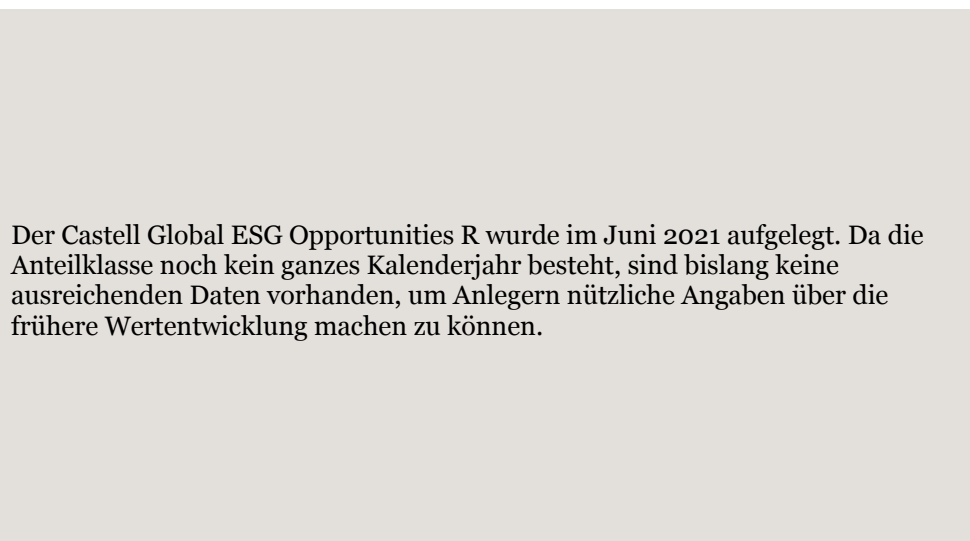 Der Castell Global ESG Opportunities R wurde im Juni 2021 aufgelegt. Da die
Anteilklasse noch kein ganzes Kalenderjahr besteht, sind bislang keine
ausreichenden Daten vorhanden, um Anlegern nützliche Angaben über die
frühere Wertentwicklung machen zu können.